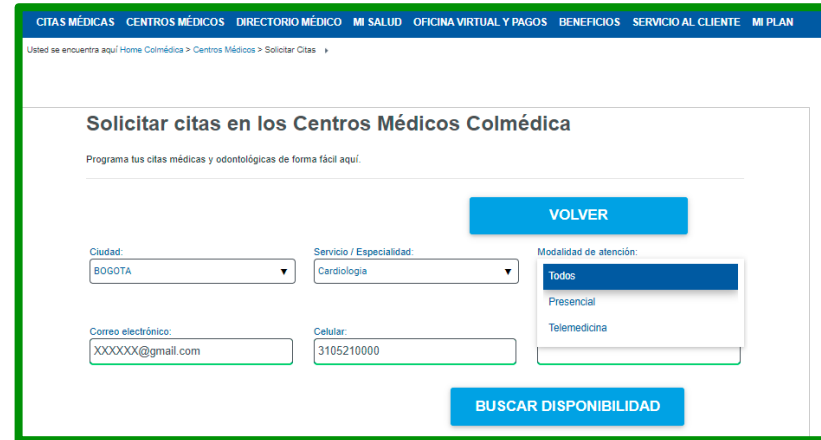 CITAS MÉDICAS CENTROS MÉDICOS DIRECTORIO MÉDICO MI SALUD OFICINA VIRTUAL Y PAGOS BENEFICIOS SERVICIO AL CLIENTE MI PLAN
Usted se encuentra aquí Home Colmédica > Centros Médicos > Solicitar Citas
Solicitar citas en los Centros Médicos Colmédica
Programa tus citas médicas y odontológicas de forma fácil aquí.
VOLVER
Ciudad: Servicio / Especialidad: Modalidad de atención:
BOGOTA Cardiologia Todos
Presencial
Telemedicina
Correo electrónico: Celular:
XXXXXX@gmail.com 3105210000
BUSCAR DISPONIBILIDAD